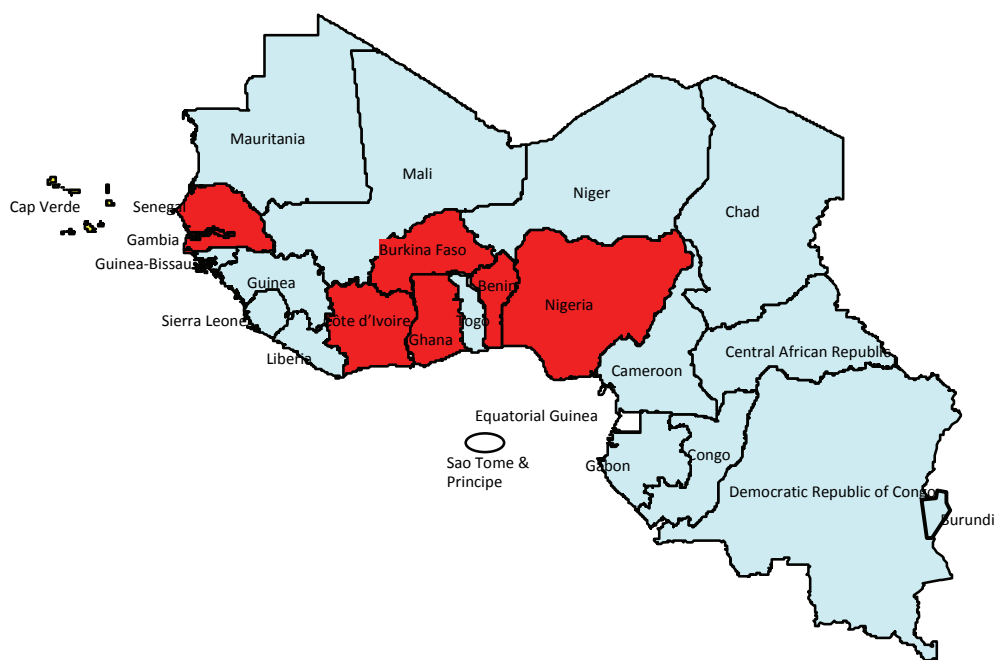 Mauritania
Mali
Niger
Chad
Cap Verde
Senegal
Gambia
Burkina Faso
Guinea-Bissau
Guinea
Benin
Nigeria
Sierra Leone
Côte d'Ivoire
Togo
Ghana
Liberia
Central African Republic
Cameroon
Equatorial Guinea
Sao Tome &
Principe
Gabon
Congo
Democratic Republic of Congo
Burundi